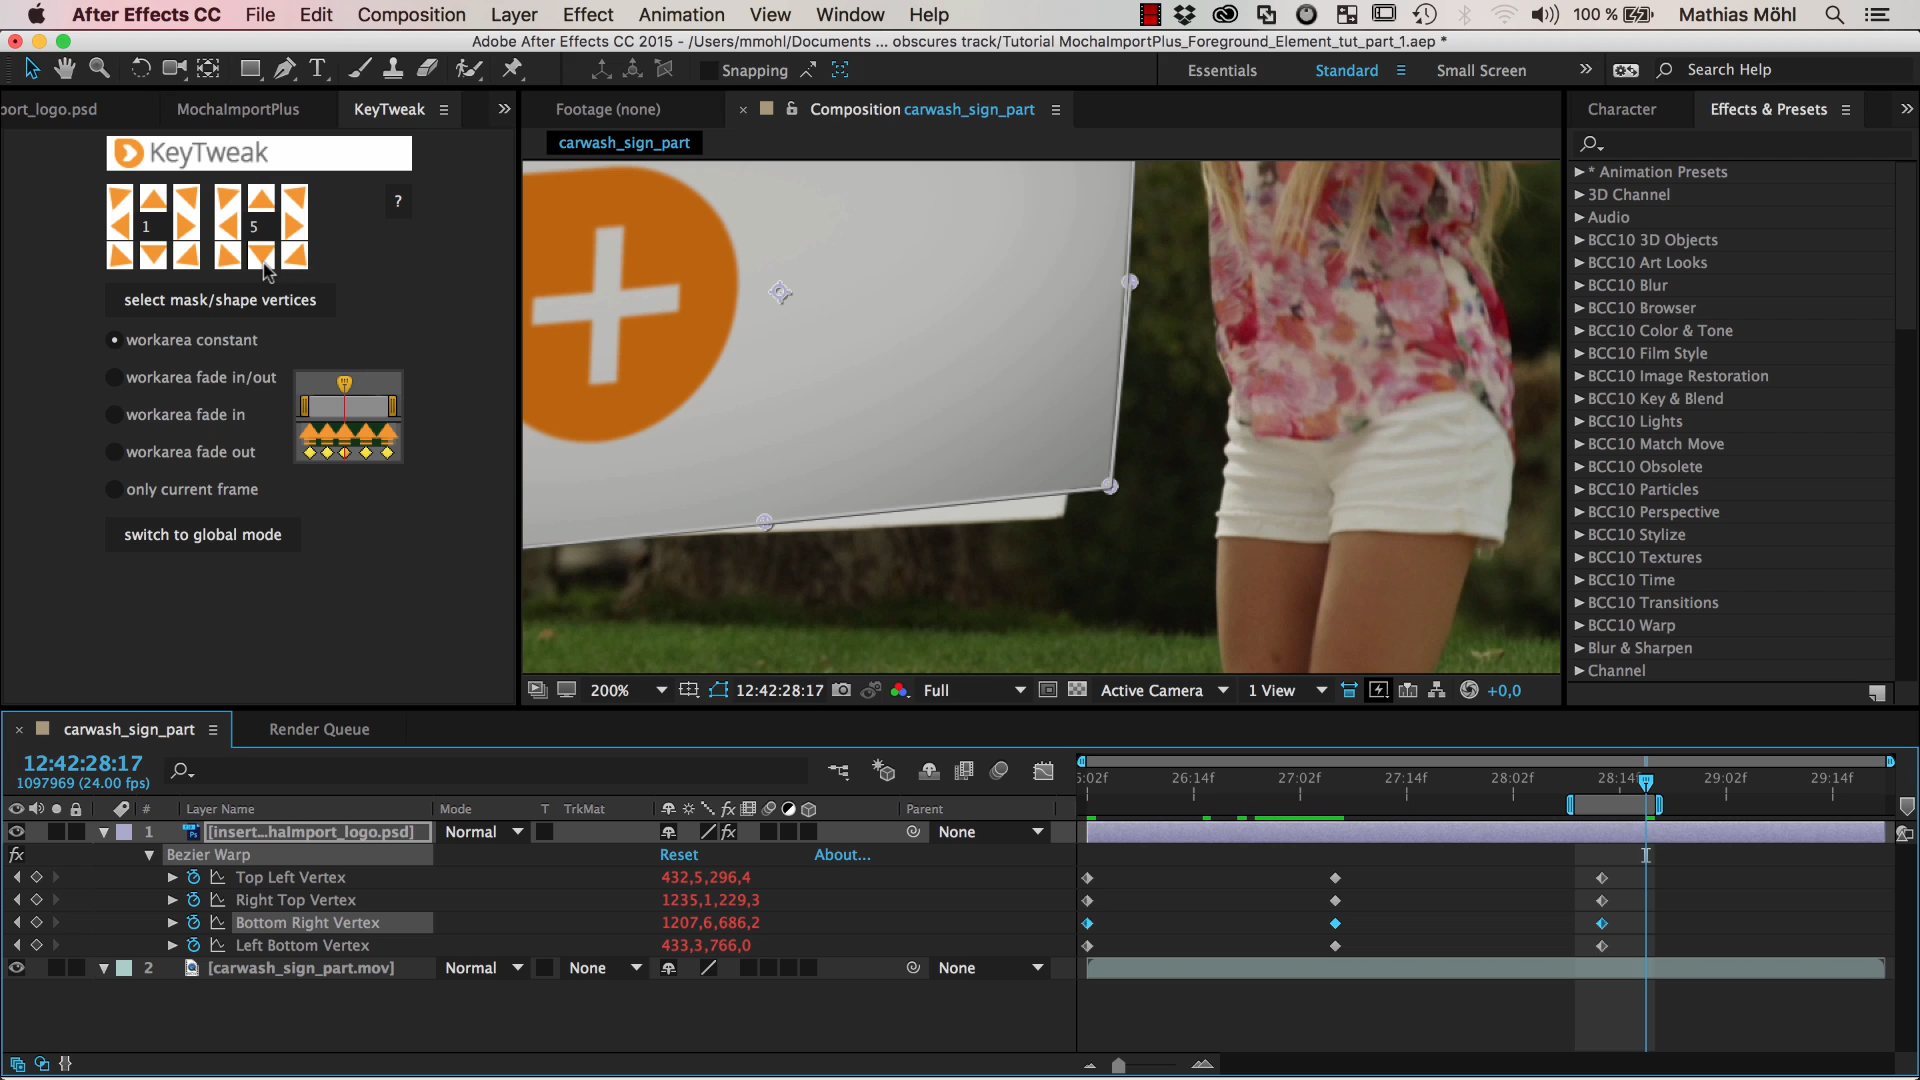 After Effects CC File Edit Composition Layer Effect Animation View Window Help 100 % Mathias Möhl
Adobe After Effects CC 2015 - /Users/mmohl/Documents ... obscures track/Tutorial MochaImportPlus_Foreground_Element_tut_part_1.aep *
T Snapping Essentials Standard Small Screen Search Help
port_logo.psd MochaImportPlus KeyTweak Footage (none) Composition carwash_sign_part Character Effects & Presets
carwash_sign_part
KeyTweak
1 5 ?
select mask/shape vertices
workarea constant
workarea fade in/out
workarea fade in
workarea fade out
only current frame
switch to global mode
* Animation Presets
3D Channel
Audio
BCC10 3D Objects
BCC10 Art Looks
BCC10 Blur
BCC10 Browser
BCC10 Color & Tone
BCC10 Film Style
BCC10 Image Restoration
BCC10 Key & Blend
BCC10 Lights
BCC10 Match Move
BCC10 Obsolete
BCC10 Particles
BCC10 Perspective
BCC10 Stylize
BCC10 Textures
BCC10 Time
BCC10 Transitions
BCC10 Warp
Blur & Sharpen
Channel
200% 12:42:28:17 Full Active Camera 1 View +0,0
carwash_sign_part Render Queue
12:42:28:17
1097969 (24.00 fps)
5:02f 26:14f 27:02f 27:14f 28:02f 28:14f 29:02f 29:14f
# Layer Name Mode T TrkMat fx Parent
1 Ps [insert...haImport_logo.psd] Normal fx None
fx Bezier Warp Reset About...
Top Left Vertex 432,5,296,4
Right Top Vertex 1235,1,229,3
Bottom Right Vertex 1207,6,686,2
Left Bottom Vertex 433,3,766,0
2 [carwash_sign_part.mov] Normal None None